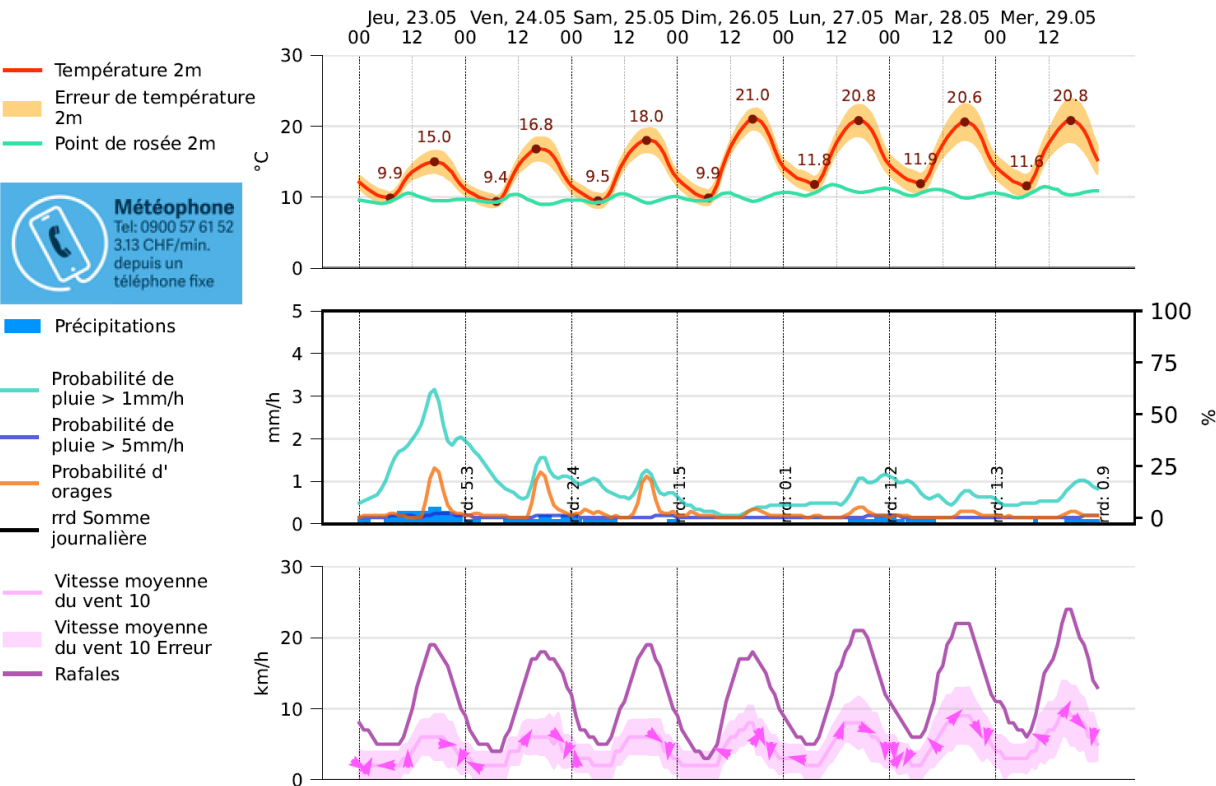 Jeu, 23.05 Ven, 24.05 Sam, 25.05 Dim, 26.05 Lun, 27.05 Mar, 28.05 Mer, 29.05
00 12 00 12 00 12 00 12 00 12 00 12 00 12
Température 2m
Erreur de température
2m
Point de rosée 2m
°C
30
20
10
0
9.9 15.0 9.4 16.8 9.5 18.0 9.9 21.0 11.8 20.8 11.9 20.6 11.6 20.8
Météophone
Tel: 0900 57 61 52
3.13 CHF/min.
depuis un
téléphone fixe
Précipitations
Probabilité de
pluie > 1mm/h
Probabilité de
pluie > 5mm/h
Probabilité d'
orages
rrd Somme
journalière
mm/h
5
4
3
2
1
0
rrd: 5.3
rrd: 2.4
rrd: 1.5
rrd: 0.1
rrd: 1.2
rrd: 1.3
rrd: 0.9
100
75
50
25
0
%
Vitesse moyenne
du vent 10
Vitesse moyenne
du vent 10 Erreur
Rafales
km/h
30
20
10
0